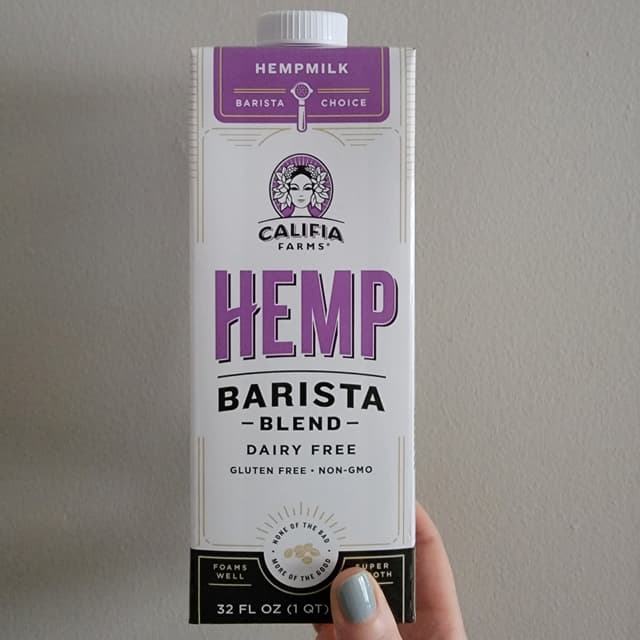 HEMPMILK
BARISTA CHOICE
CALIFIA
FARMS®
HEMP
BARISTA
-BLEND-
DAIRY FREE
GLUTEN FREE • NON-GMO
NONE OF THE BAD
MORE OF THE GOOD
FOAMS
WELL
SUPER
32 FL OZ (1 QT)